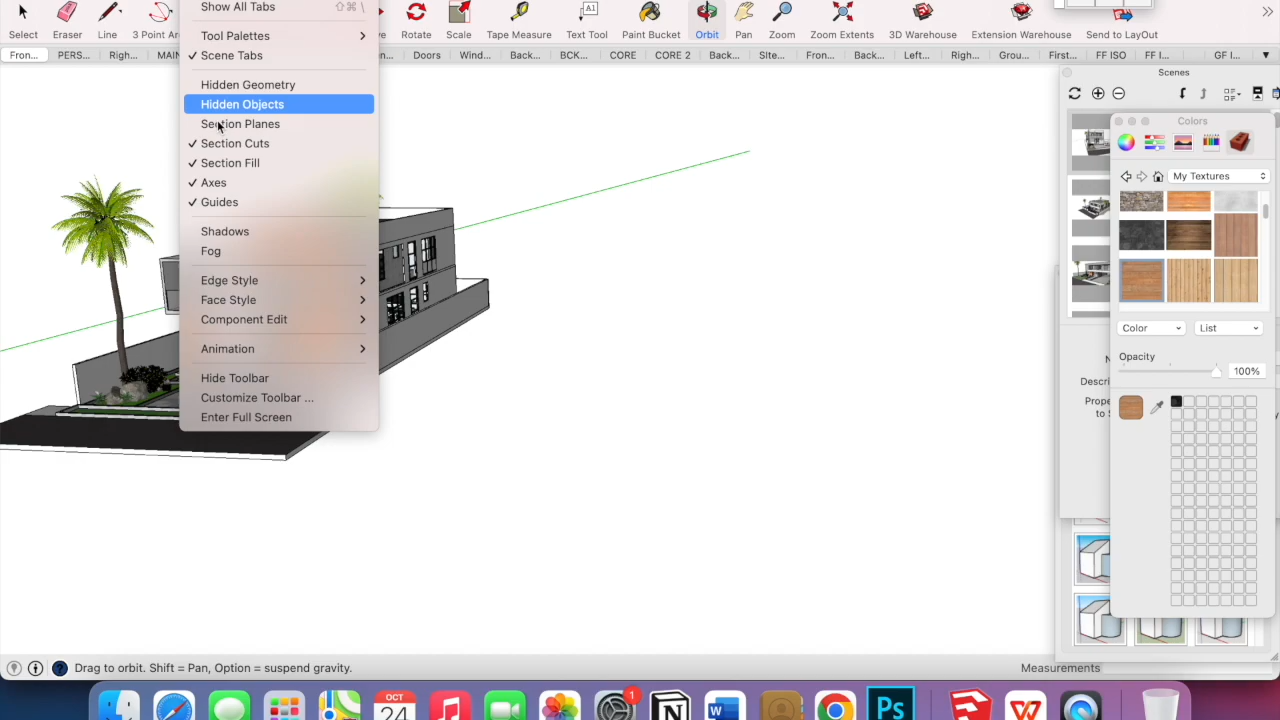 Show All Tabs ⇧⌘\
Tool Palettes
Scene Tabs
Hidden Geometry
Hidden Objects
Section Planes
Section Cuts
Section Fill
Axes
Guides
Shadows
Fog
Edge Style
Face Style
Component Edit
Animation
Hide Toolbar
Customize Toolbar ...
Enter Full Screen
Select Eraser Line 3 Point Rotate Scale Tape Measure Text Tool Paint Bucket Orbit Pan Zoom Zoom Extents 3D Warehouse Extension Warehouse Send to LayOut
A1
Fron... PERS... Righ... MAIN Doors Wind... Back... BCK... CORE CORE 2 Back... Site... Fron... Back... Left... Righ... Grou... First... FF ISO FF I... GF I...
Scenes
Colors
My Textures
Color List
Opacity
100%
Descri
Prope
to S
Drag to orbit. Shift = Pan, Option = suspend gravity.
Measurements
OCT
24
1
W
Ps